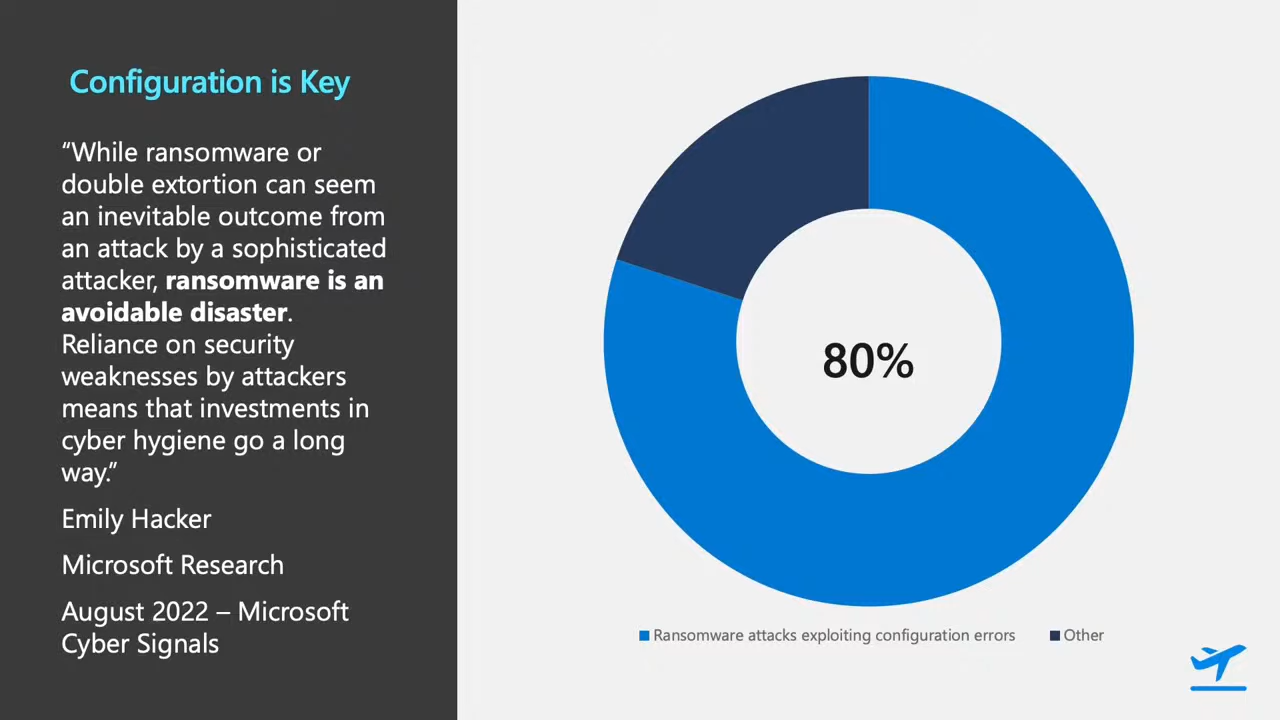 Configuration is Key
“While ransomware or
double extortion can seem
an inevitable outcome from
an attack by a sophisticated
attacker, ransomware is an
avoidable disaster.
Reliance on security
weaknesses by attackers
means that investments in
cyber hygiene go a long
way.”
Emily Hacker
Microsoft Research
August 2022 – Microsoft
Cyber Signals
80%
Ransomware attacks exploiting configuration errors
Other